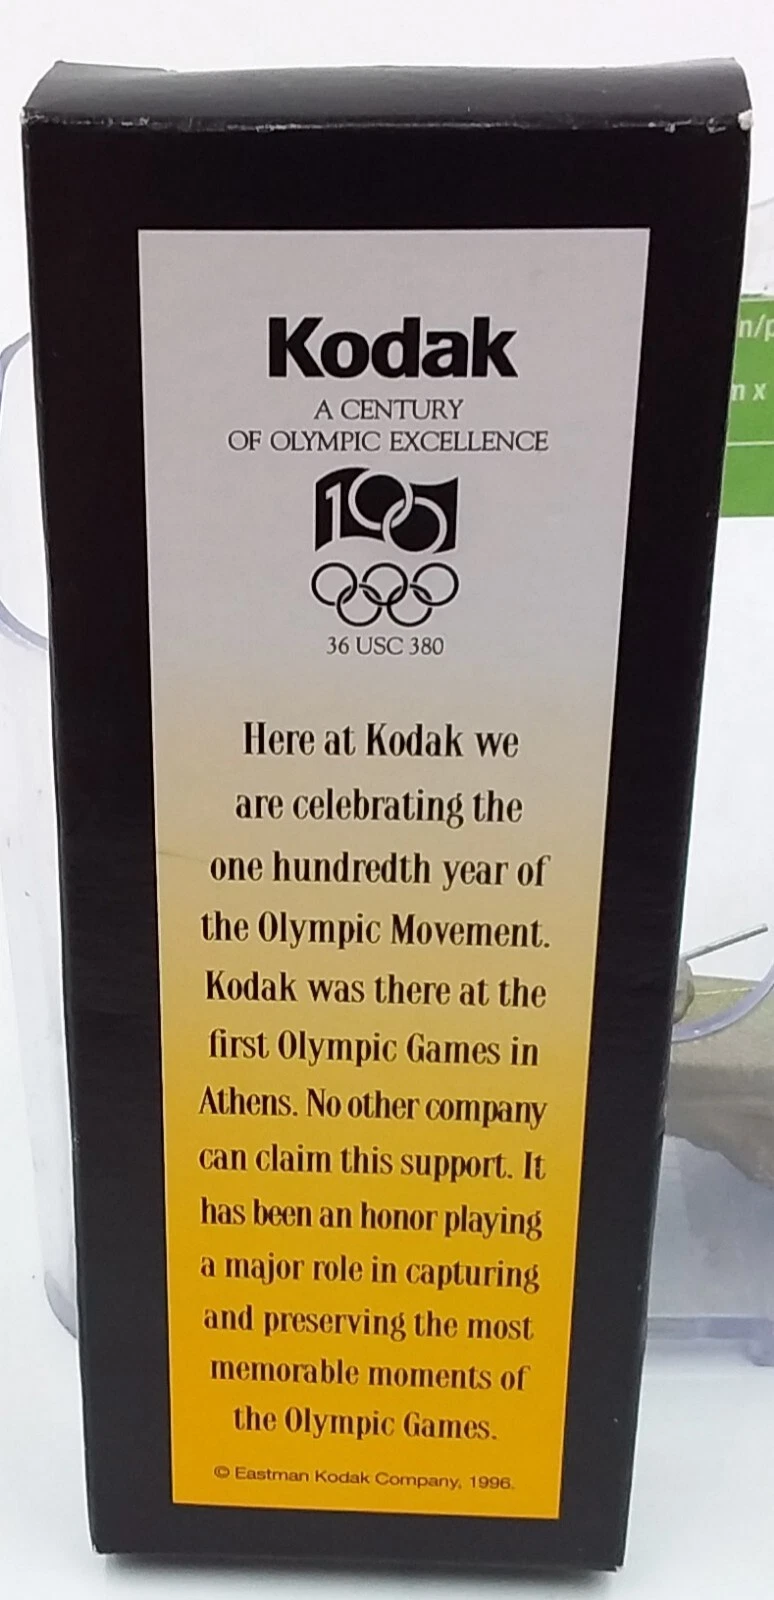 Kodak
A CENTURY
OF OLYMPIC EXCELLENCE
100
36 USC 380
Here at Kodak we
are celebrating the
one hundredth year of
the Olympic Movement.
Kodak was there at the
first Olympic Games in
Athens. No other company
can claim this support. It
has been an honor playing
a major role in capturing
and preserving the most
memorable moments of
the Olympic Games.
© Eastman Kodak Company, 1996.